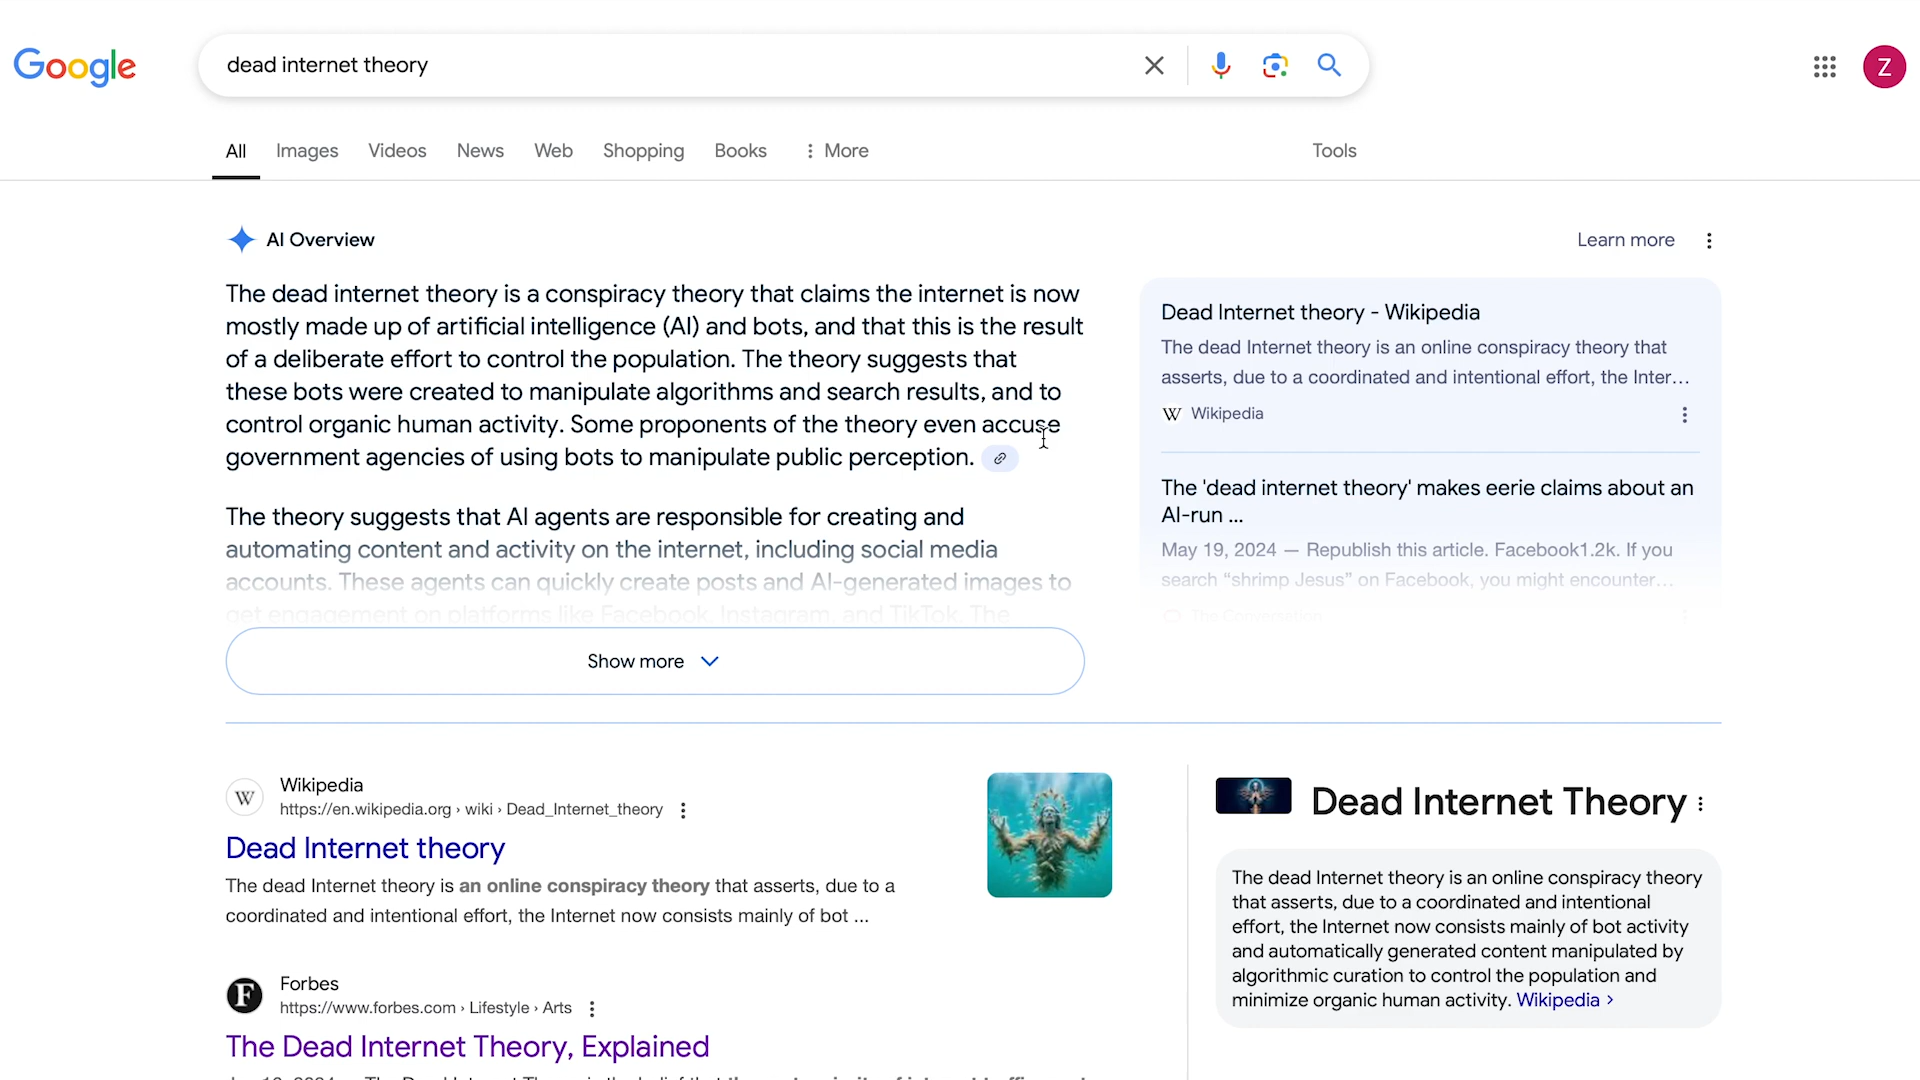 Google
dead internet theory
Z
All Images Videos News Web Shopping Books More Tools
AI Overview
Learn more
The dead internet theory is a conspiracy theory that claims the internet is now
mostly made up of artificial intelligence (AI) and bots, and that this is the result
of a deliberate effort to control the population. The theory suggests that
these bots were created to manipulate algorithms and search results, and to
control organic human activity. Some proponents of the theory even accuse
government agencies of using bots to manipulate public perception.
The theory suggests that AI agents are responsible for creating and
automating content and activity on the internet, including social media
accounts. These agents can quickly create posts and AI-generated images to
get engagement on platforms like Facebook, Instagram, and TikTok. The
Show more
Dead Internet theory - Wikipedia
The dead Internet theory is an online conspiracy theory that
asserts, due to a coordinated and intentional effort, the Inter...
W Wikipedia
The 'dead internet theory' makes eerie claims about an
AI-run ...
May 19, 2024 — Republish this article. Facebook1.2k. If you
search “shrimp Jesus” on Facebook, you might encounter...
The Conversation
W
Wikipedia
https://en.wikipedia.org › wiki › Dead_Internet_theory
Dead Internet theory
The dead Internet theory is an online conspiracy theory that asserts, due to a
coordinated and intentional effort, the Internet now consists mainly of bot ...
F
Forbes
https://www.forbes.com › Lifestyle › Arts
The Dead Internet Theory, Explained
Dead Internet Theory
The dead Internet theory is an online conspiracy theory
that asserts, due to a coordinated and intentional
effort, the Internet now consists mainly of bot activity
and automatically generated content manipulated by
algorithmic curation to control the population and
minimize organic human activity. Wikipedia ›